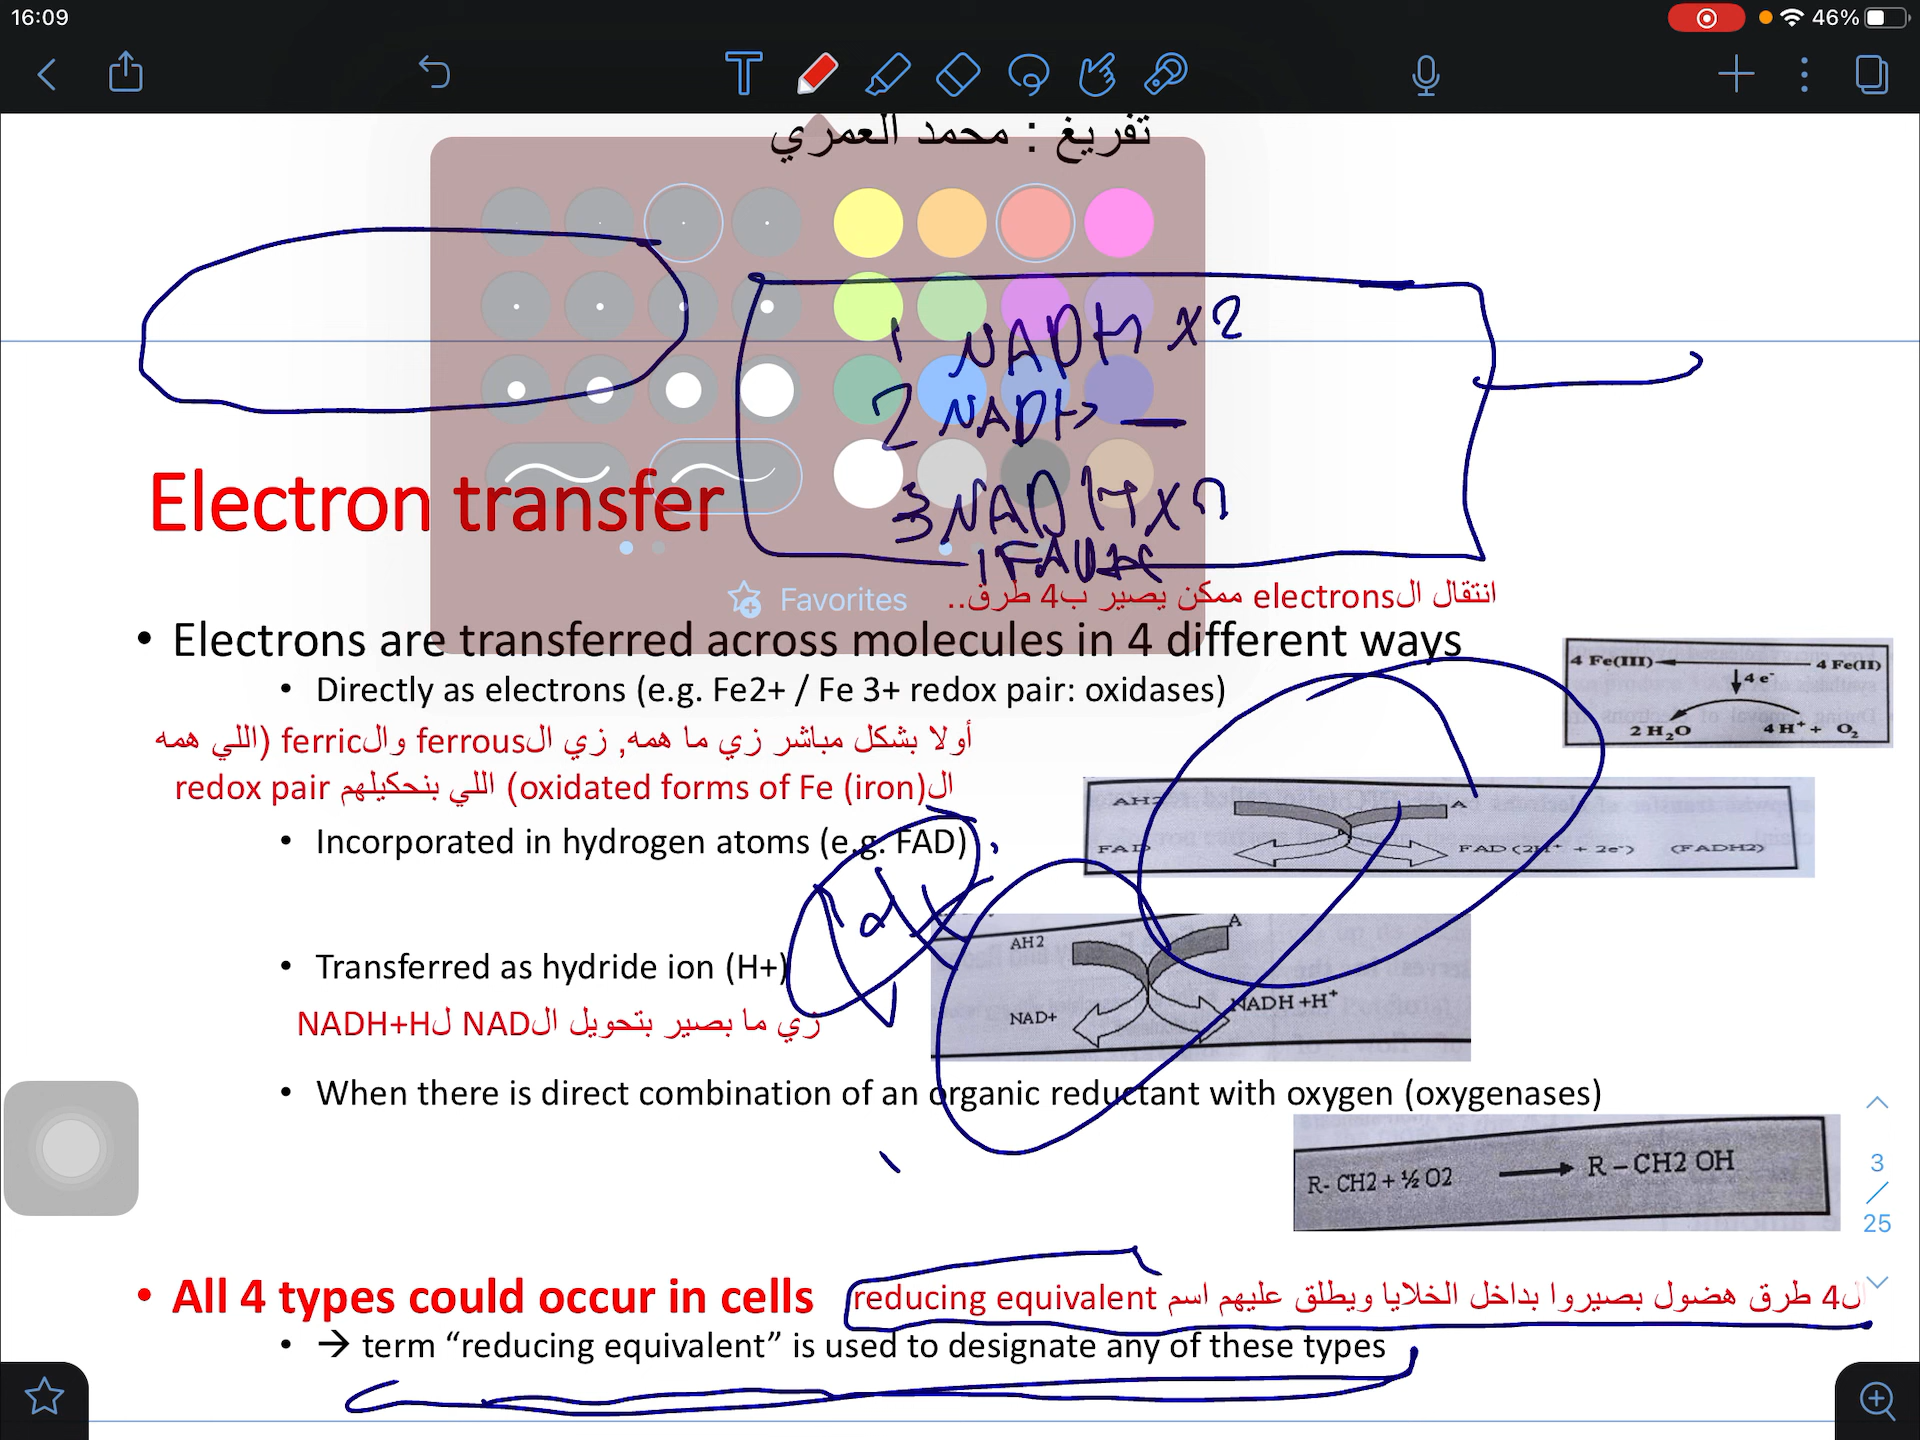 16:09
46%
تفريغ : محمد العمري
1 NADH x2
2 NADH
3 NADH x
1 FAD
Electron transfer
Favorites
انتقال الelectrons ممكن يصير ب4 طرق..
• Electrons are transferred across molecules in 4 different ways
• Directly as electrons (e.g. Fe2+ / Fe 3+ redox pair: oxidases)
4 Fe(III) 4 Fe(II)
4 e-
2 H2O 4H+ + O2
أولا بشكل مباشر زي ما همه, زي الferrous والferric (اللي همه
الoxidated forms of Fe (iron)) اللي بنحكيلهم redox pair
AH2 A
• Incorporated in hydrogen atoms (e.g. FAD)
FAD FAD (2H+ + 2e-) (FADH2)
AH2 A
• Transferred as hydride ion (H+)
NAD+ NADH +H+
زي ما بصير بتحويل الNAD لNADH+H
• When there is direct combination of an organic reductant with oxygen (oxygenases)
R- CH2 + ½ O2 R – CH2 OH
3
/
25
• All 4 types could occur in cells
ل4 طرق هضول بصيروا بداخل الخلايا ويطلق عليهم اسم reducing equivalent
• → term “reducing equivalent” is used to designate any of these types